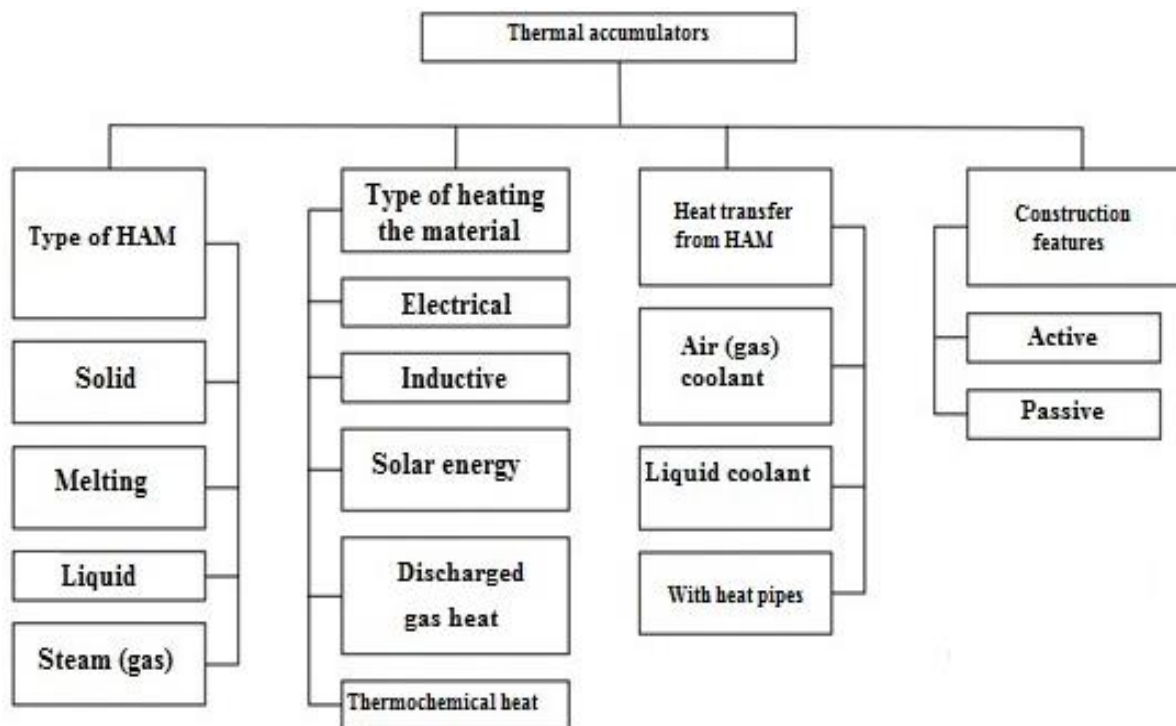 Thermal accumulators
Type of HAM
Solid
Melting
Liquid
Steam (gas)
Type of heating
the material
Electrical
Inductive
Solar energy
Discharged
gas heat
Thermochemical heat
Heat transfer
from HAM
Air (gas)
coolant
Liquid coolant
With heat pipes
Construction
features
Active
Passive